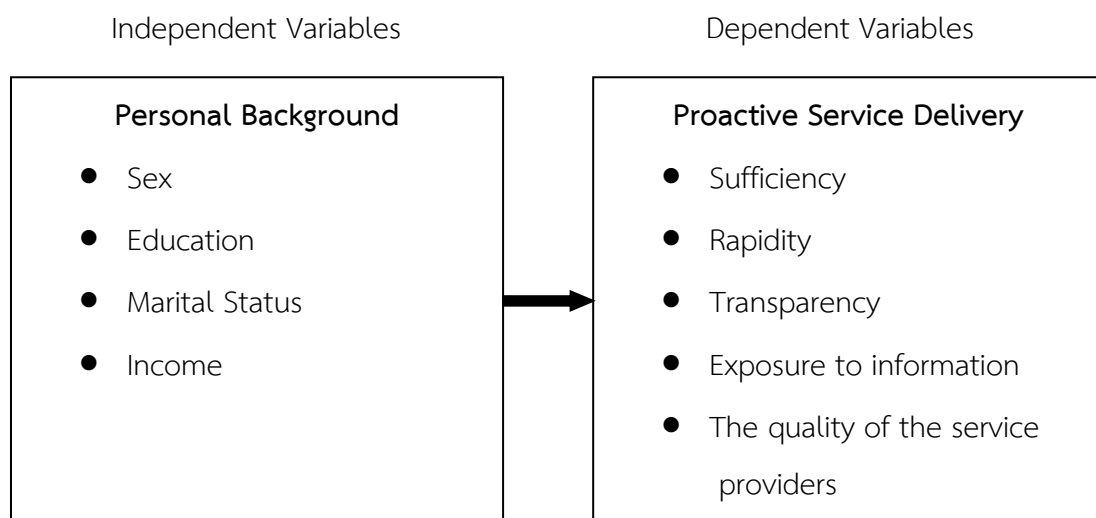 Independent Variables
Personal Background
● Sex
● Education
● Marital Status
● Income
Dependent Variables
Proactive Service Delivery
● Sufficiency
● Rapidity
● Transparency
● Exposure to information
● The quality of the service
providers